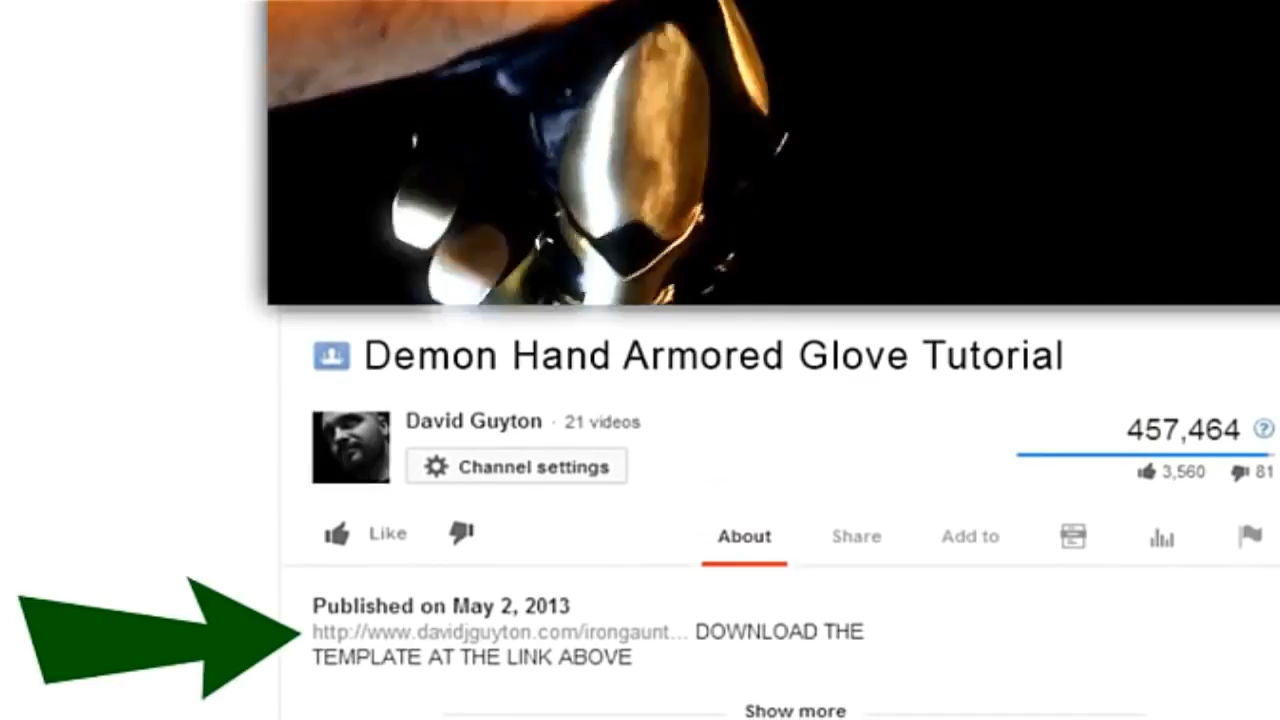 Demon Hand Armored Glove Tutorial
David Guyton · 21 videos
Channel settings
457,464
3,560 81
Like
About Share Add to
Published on May 2, 2013
http://www.davidjguyton.com/irongaunt... DOWNLOAD THE
TEMPLATE AT THE LINK ABOVE
Show more